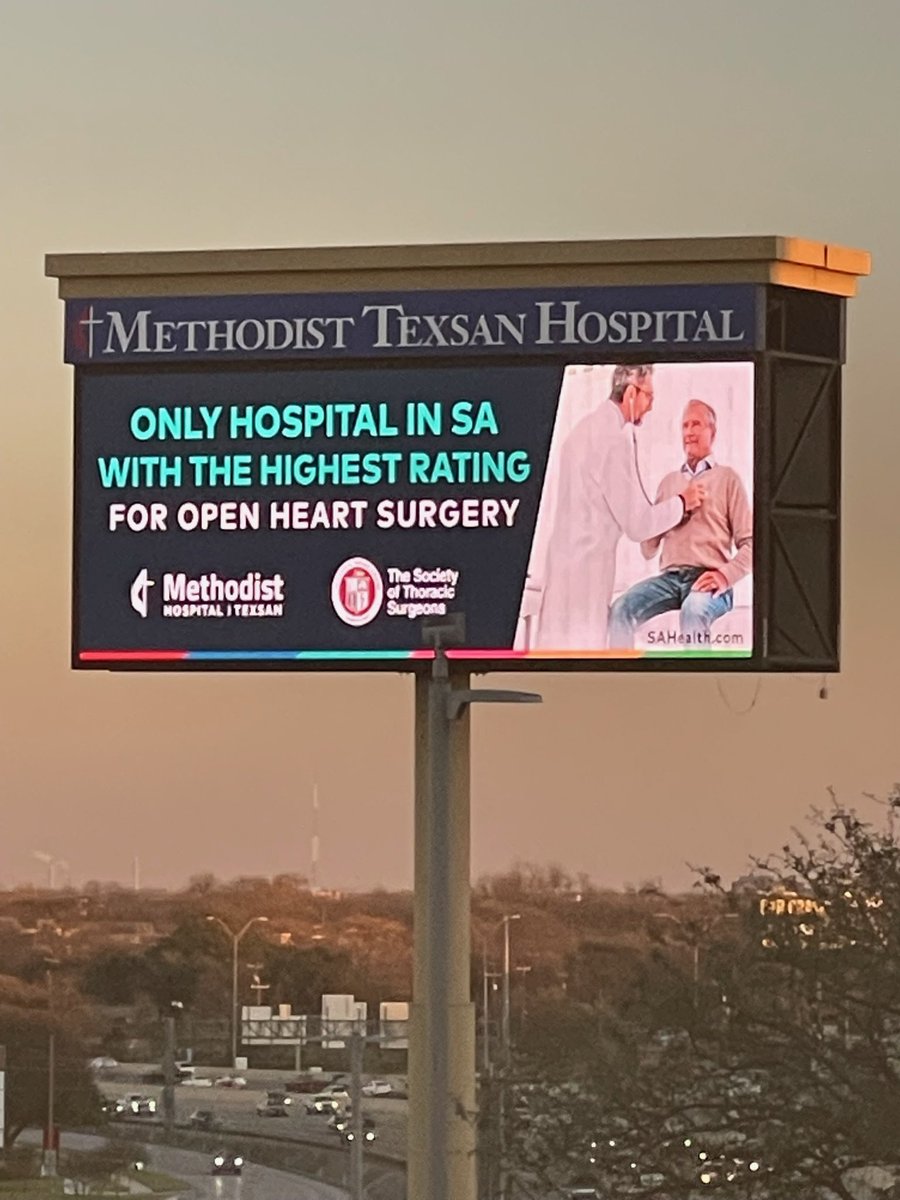 METHODIST TEXSAN HOSPITAL
ONLY HOSPITAL IN SA
WITH THE HIGHEST RATING
FOR OPEN HEART SURGERY
Methodist
HOSPITAL | TEXSAN
The Society
of Thoracic
Surgeons
SAHealth.com